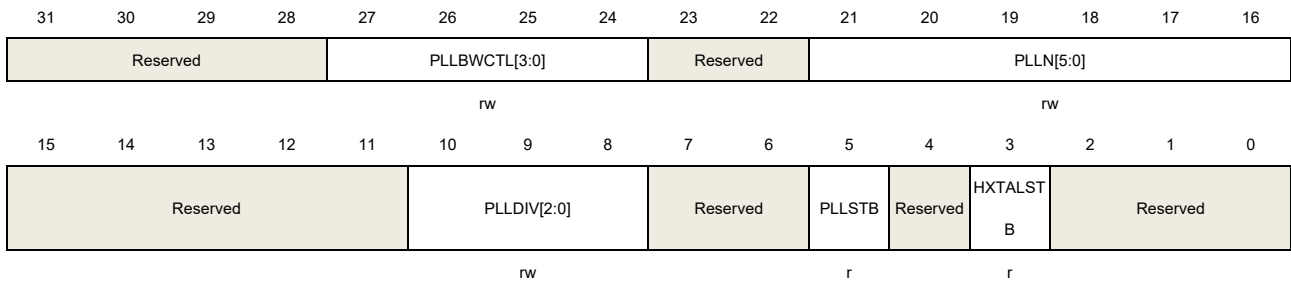 31 30 29 28 27 26 25 24 23 22 21 20 19 18 17 16
Reserved PLLBWCTL[3:0] Reserved PLLN[5:0]
rw rw
15 14 13 12 11 10 9 8 7 6 5 4 3 2 1 0
Reserved PLLDIV[2:0] Reserved PLLSTB Reserved HXTALST
B Reserved
rw r r